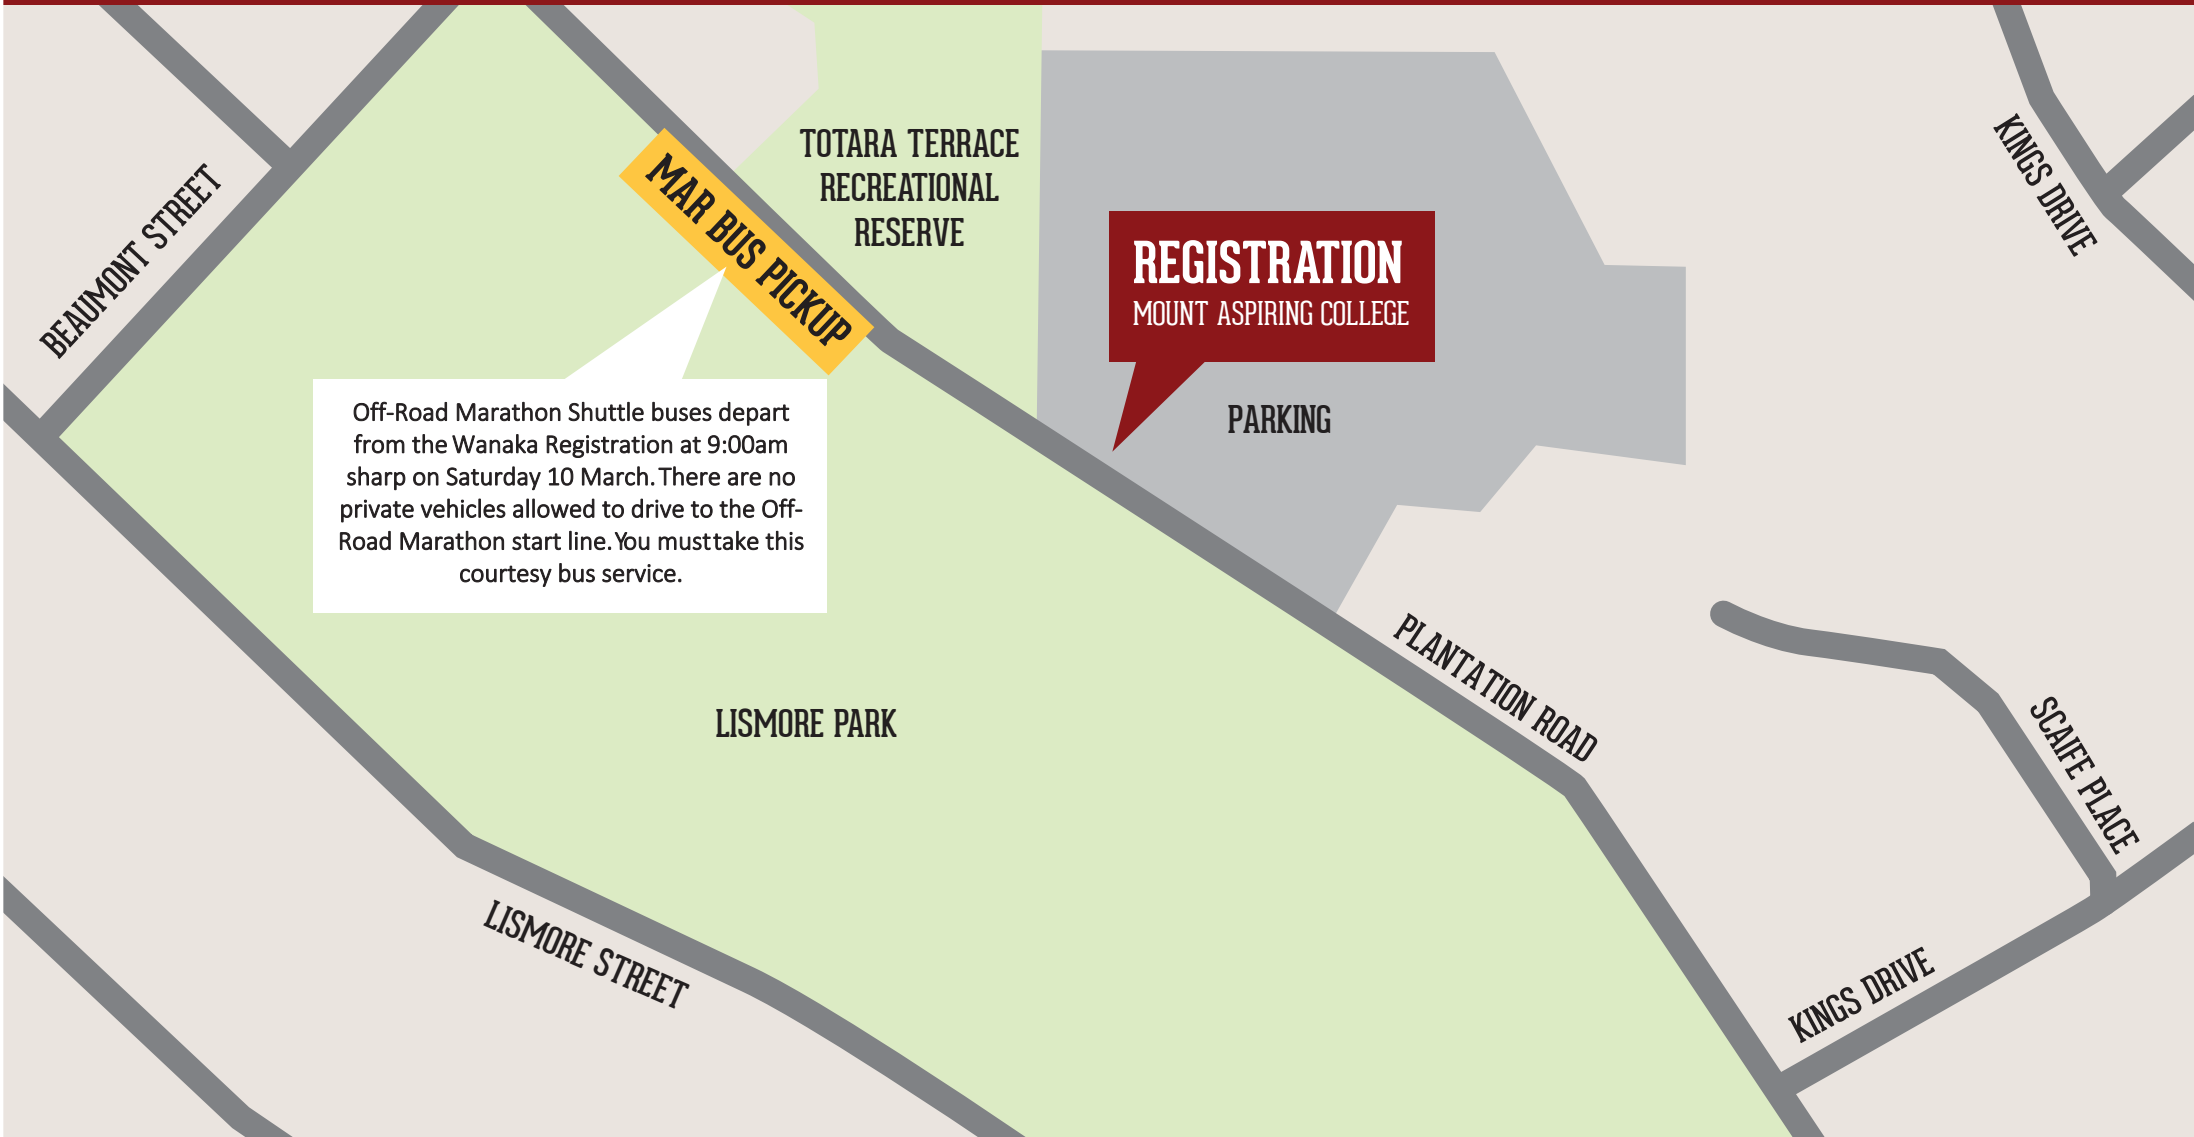 TOTARA TERRACE
RECREATIONAL
RESERVE
KINGS DRIVE
BEAUMONT STREET
MAR BUS PICKUP
REGISTRATION
MOUNT ASPIRING COLLEGE
PARKING
Off-Road Marathon Shuttle buses depart
from the Wanaka Registration at 9:00am
sharp on Saturday 10 March. There are no
private vehicles allowed to drive to the Off-
Road Marathon start line. You must take this
courtesy bus service.
PLANTATION ROAD
LISMORE PARK
SCAIFE PLACE
LISMORE STREET
KINGS DRIVE